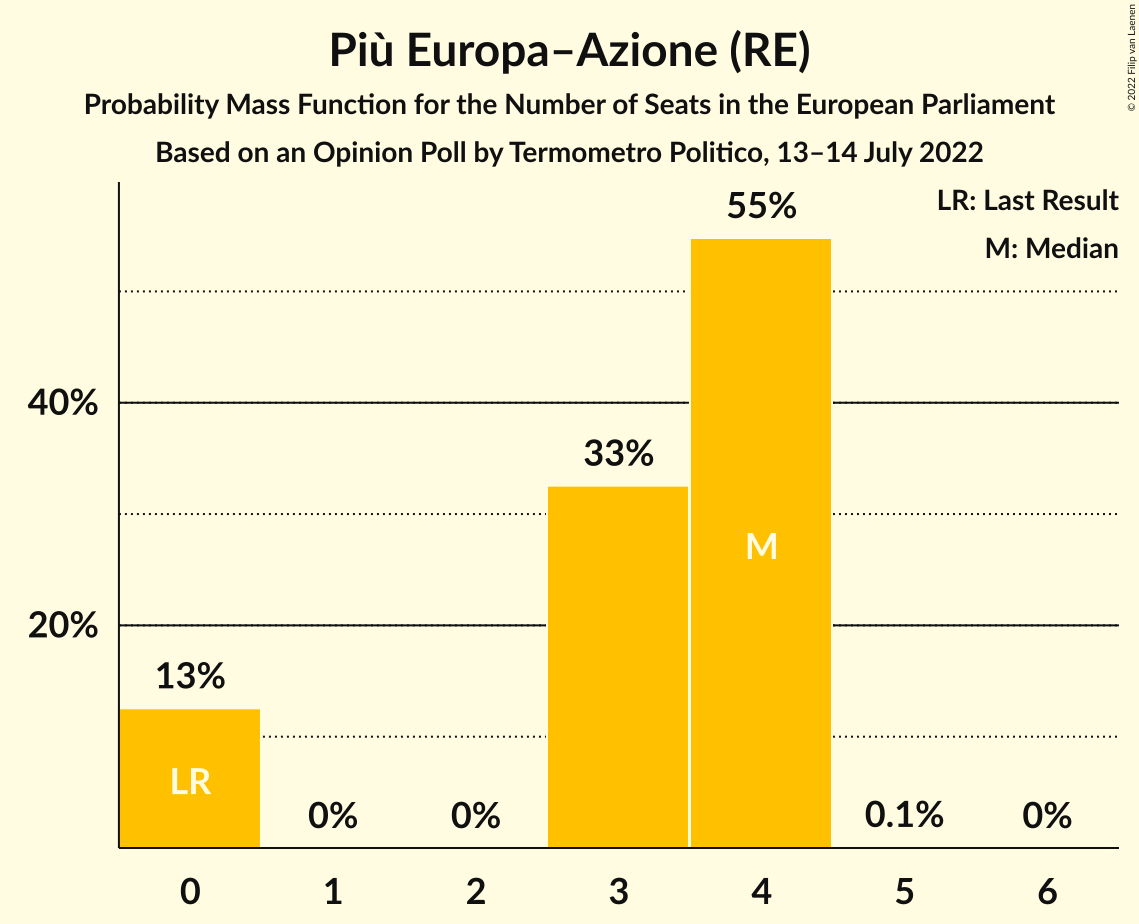 Più Europa–Azione (RE)
Probability Mass Function for the Number of Seats in the European Parliament
Based on an Opinion Poll by Termometro Politico, 13–14 July 2022
© 2022 Filip van Laenen
LR: Last Result
M: Median
55%
40%
33%
M
20%
13%
LR
0%
0%
0.1%
0%
0 1 2 3 4 5 6